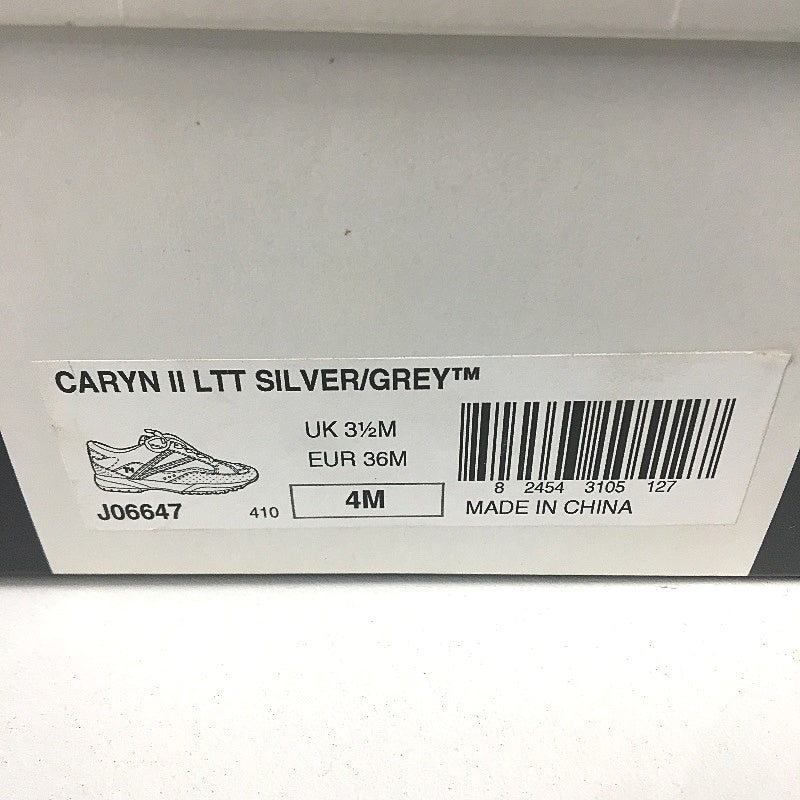 CARYN II LTT SILVER/GREY™
UK 3½M
EUR 36M
4M
N
J06647
410
8 2454 3105 127
MADE IN CHINA